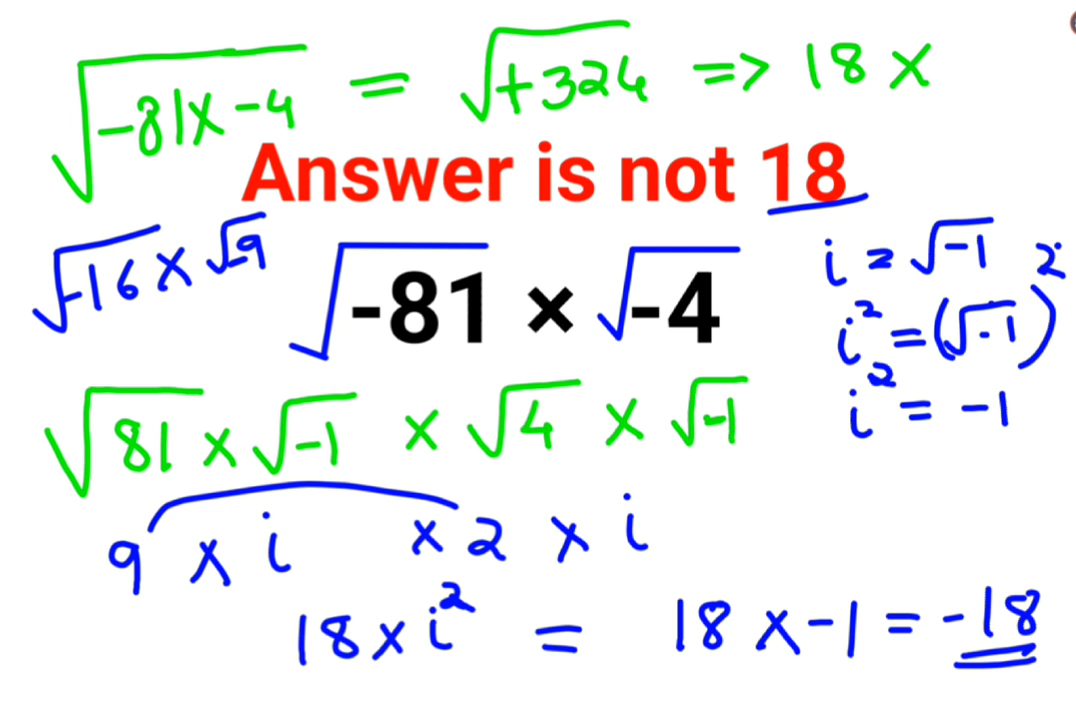 √-81×-4 = √+324 => 18 ×
Answer is not 18
√-16 × √-9
√-81 × √-4
i = √-1
i² = (√-1)²
i² = -1
√81 × √-1 × √4 × √-1
9 × i × 2 × i
18 × i² = 18 × -1 = -18